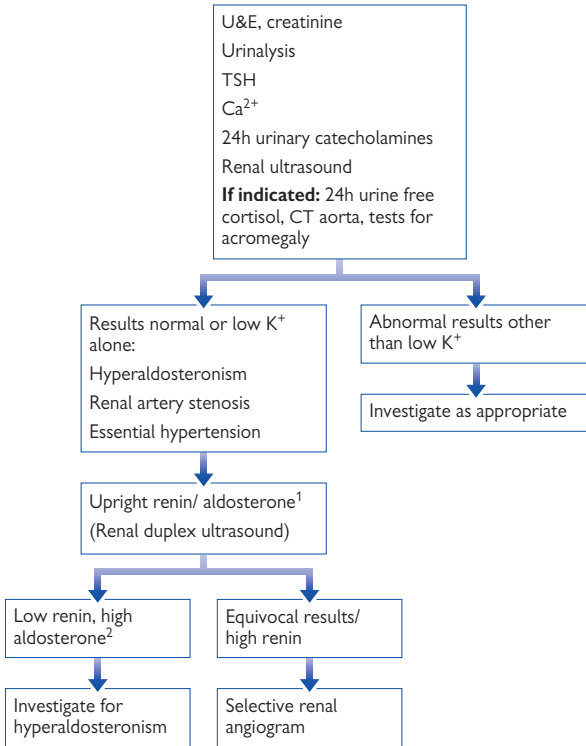 U&E, creatinine
Urinalysis
TSH
Ca²⁺
24h urinary catecholamines
Renal ultrasound
If indicated: 24h urine free
cortisol, CT aorta, tests for
acromegaly
Results normal or low K⁺
alone:
Hyperaldosteronism
Renal artery stenosis
Essential hypertension
Abnormal results other
than low K⁺
Investigate as appropriate
Upright renin/ aldosterone¹
(Renal duplex ultrasound)
Low renin, high
aldosterone²
Equivocal results/
high renin
Investigate for
hyperaldosteronism
Selective renal
angiogram